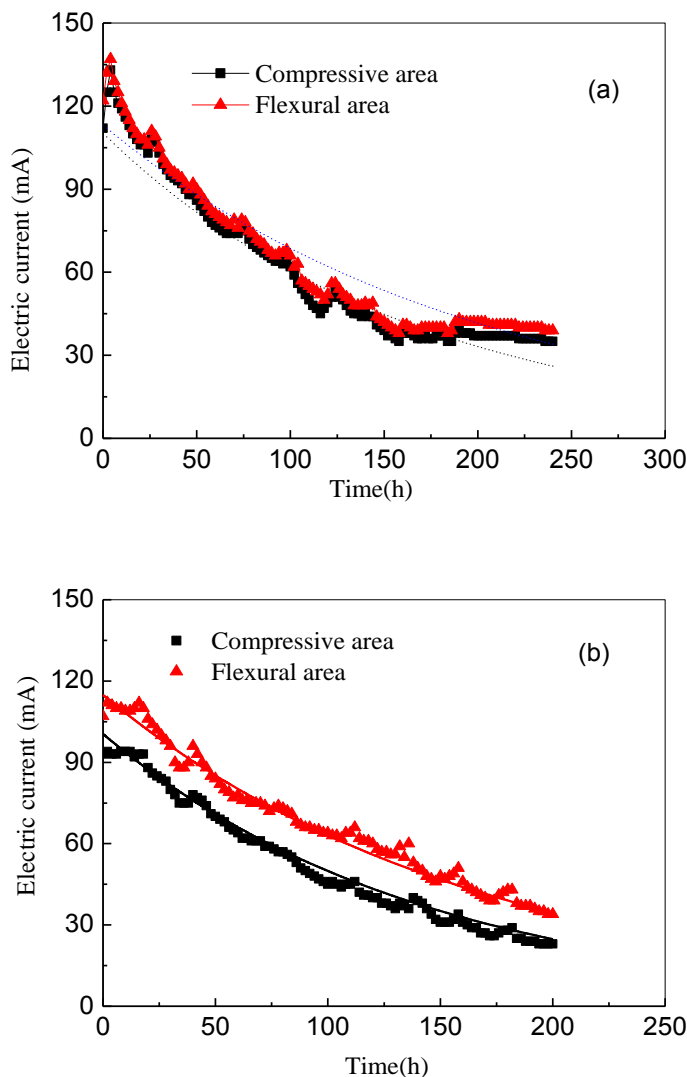 150
120
90
60
30
0
Electric current (mA)
Compressive area
Flexural area
(a)
0 50 100 150 200 250 300
Time(h)
150
120
90
60
30
0
Electric current (mA)
Compressive area
Flexural area
(b)
0 50 100 150 200 250
Time(h)